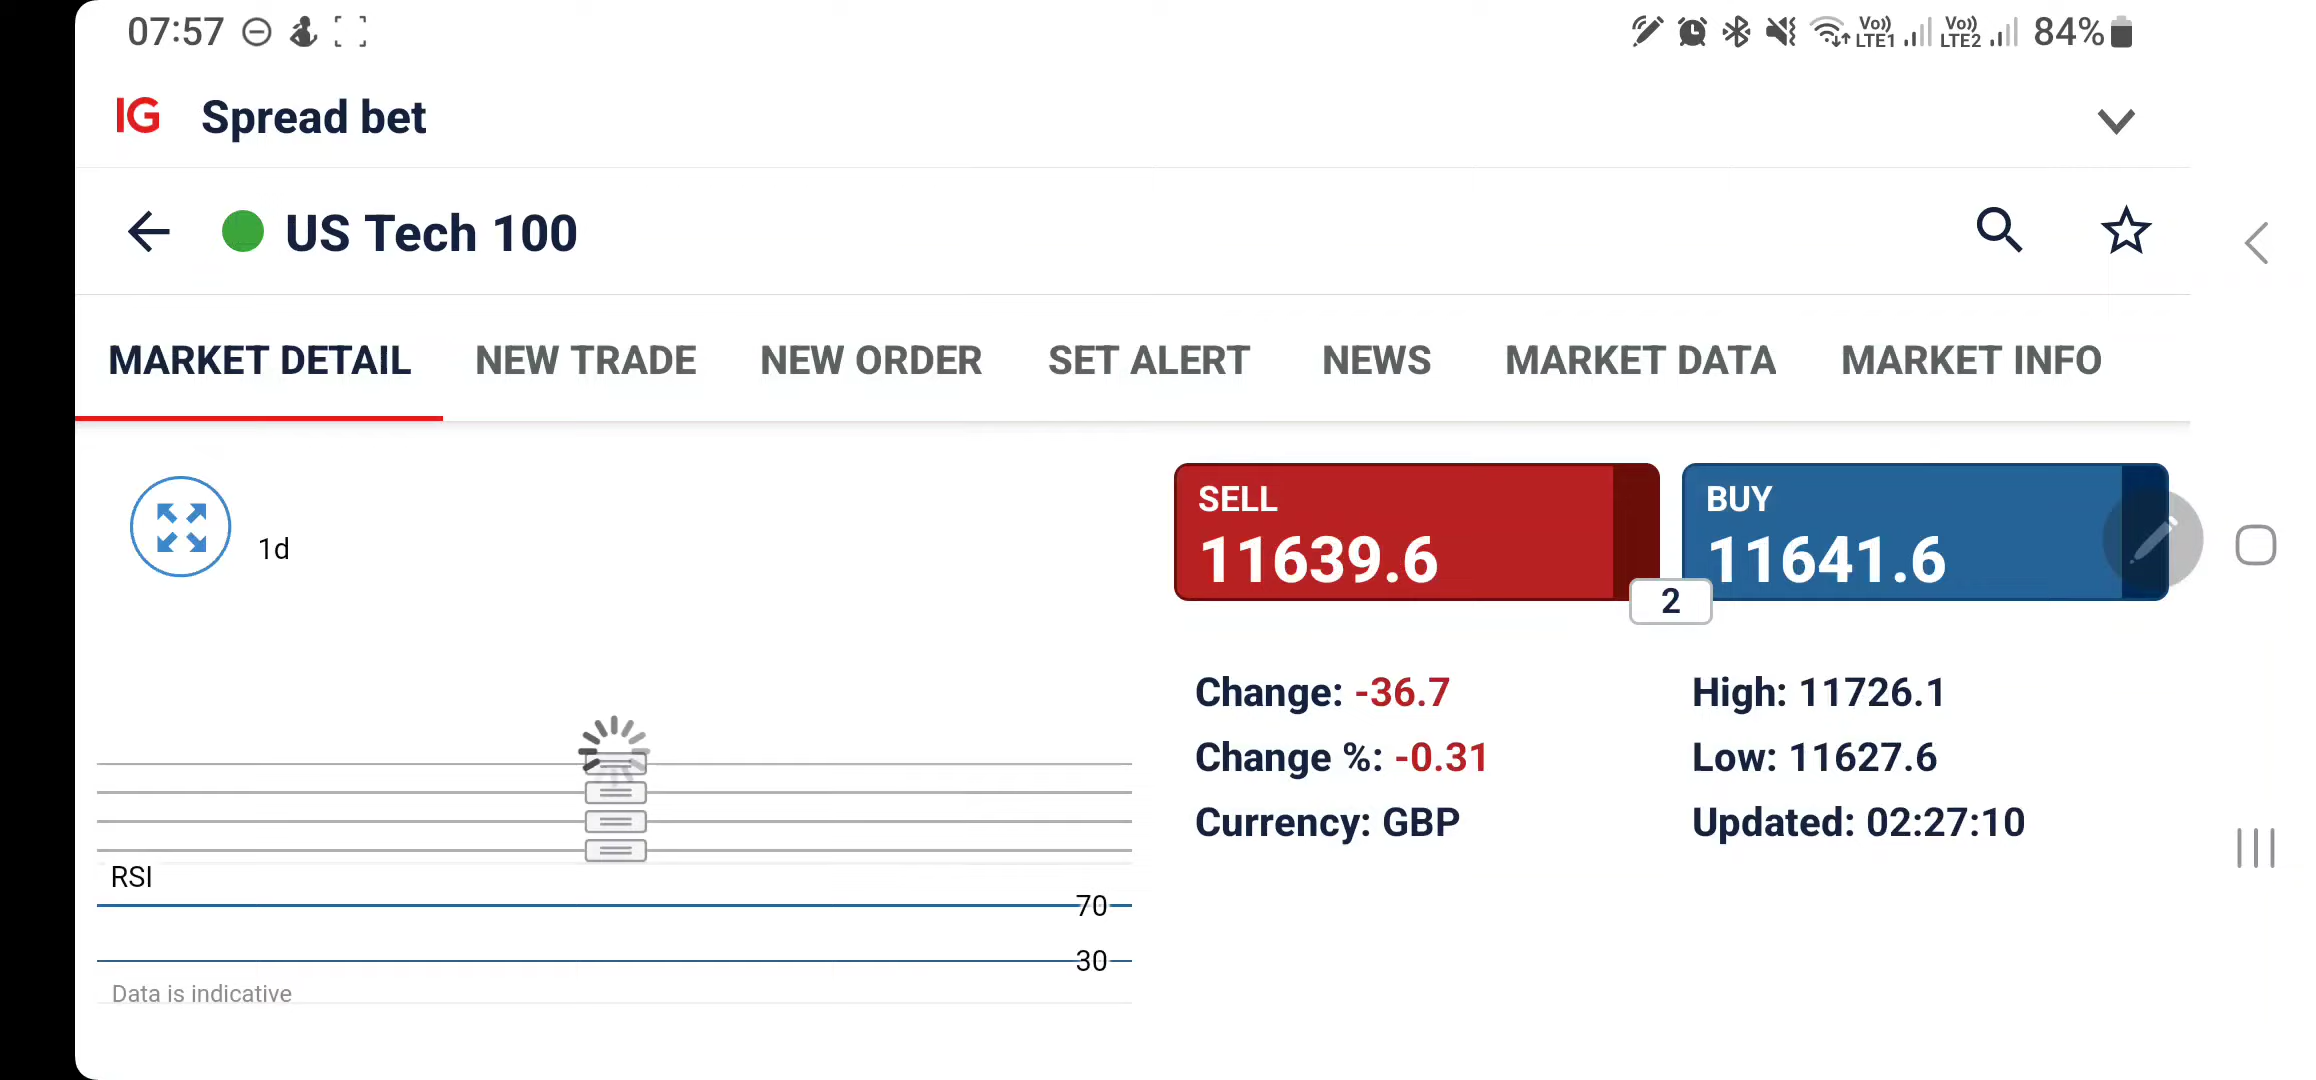 07:57 Vo)) LTE1 Vo)) LTE2 84%
IG Spread bet
US Tech 100
MARKET DETAIL NEW TRADE NEW ORDER SET ALERT NEWS MARKET DATA MARKET INFO
1d
SELL
11639.6
BUY
11641.6
2
Change: -36.7
High: 11726.1
Change %: -0.31
Low: 11627.6
Currency: GBP
Updated: 02:27:10
RSI
70
30
Data is indicative